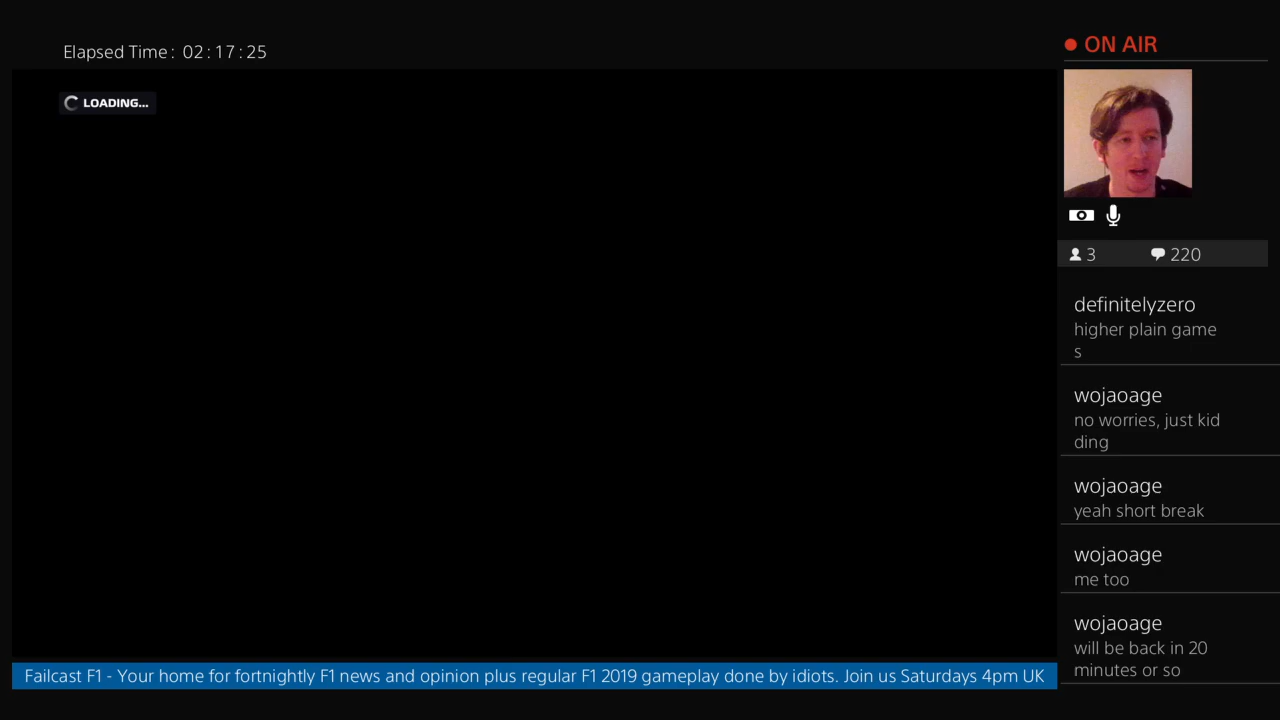 Elapsed Time: 02:17:25
ON AIR
LOADING...
3 220
definitelyzero
higher plain game
s
wojaoage
no worries, just kid
ding
wojaoage
yeah short break
wojaoage
me too
wojaoage
will be back in 20
minutes or so
Failcast F1 - Your home for fortnightly F1 news and opinion plus regular F1 2019 gameplay done by idiots. Join us Saturdays 4pm UK